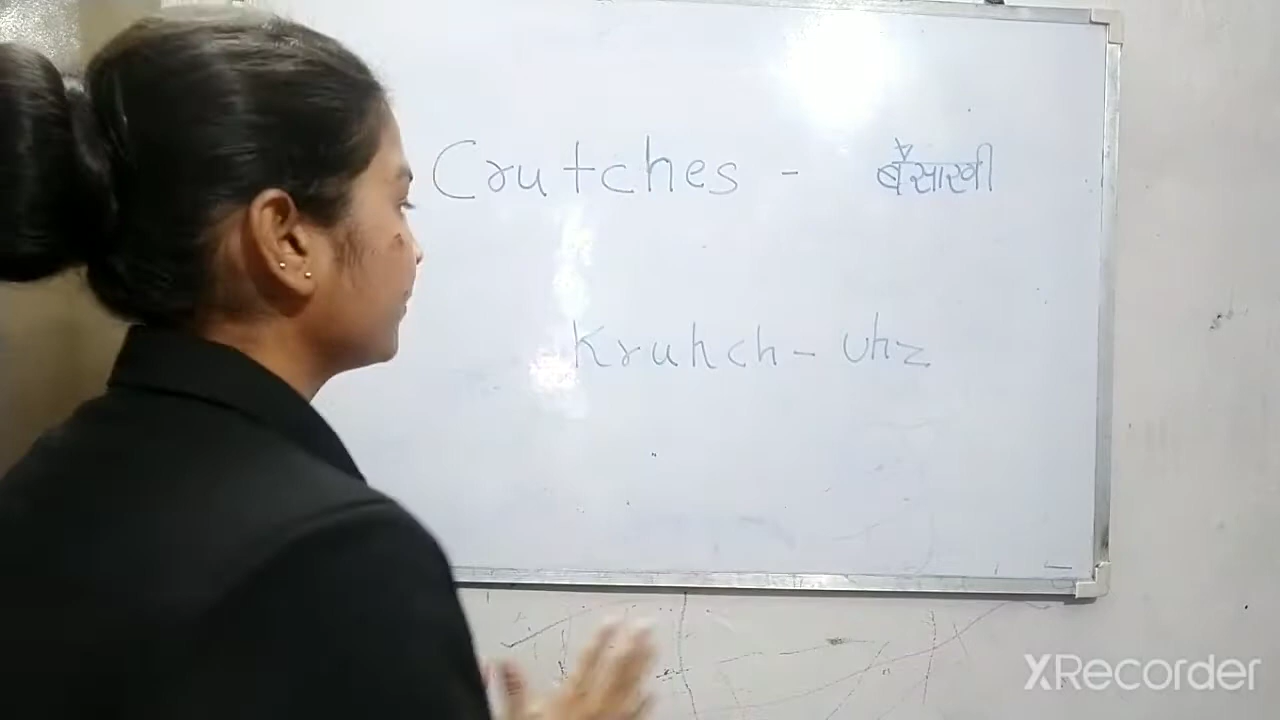 Crutches - बैसाखी
Kruhch - uhz
XRecorder